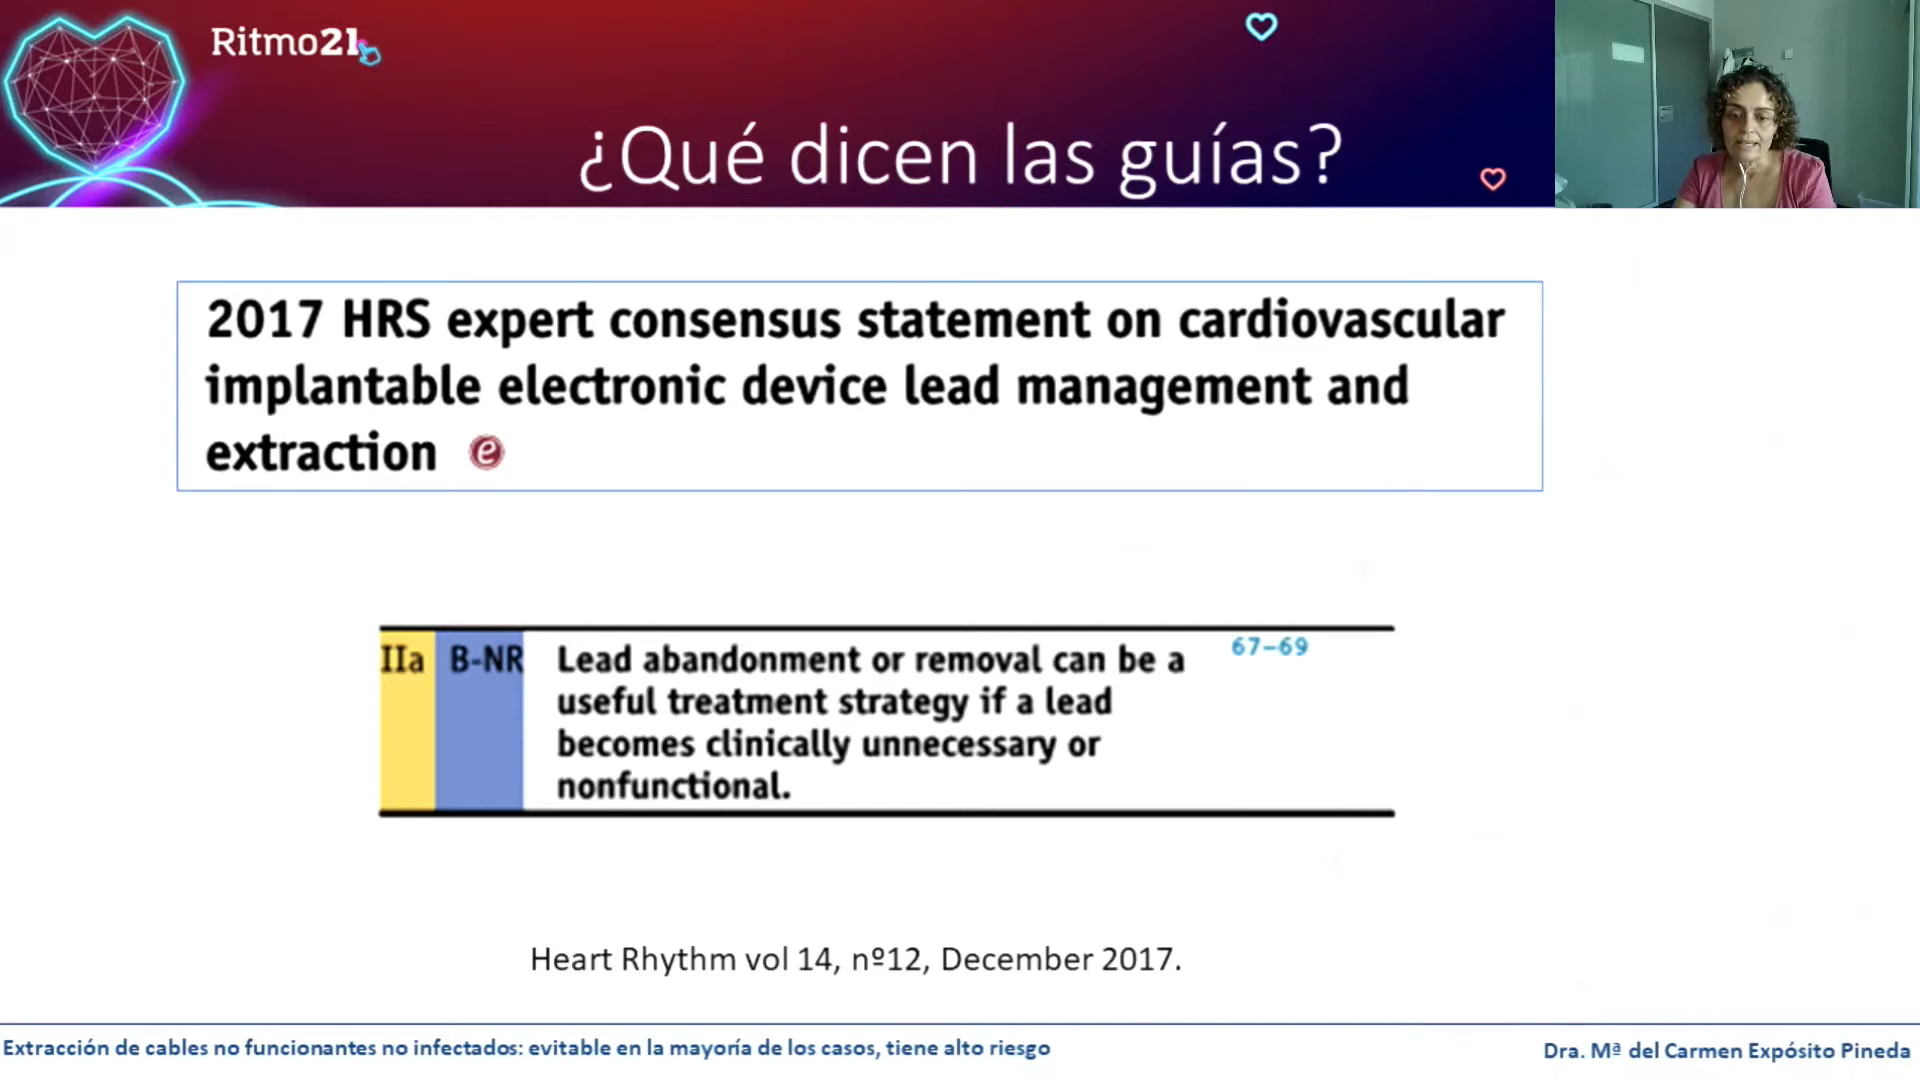 Ritmo21
¿Qué dicen las guías?
2017 HRS expert consensus statement on cardiovascular
implantable electronic device lead management and
extraction e
IIa B-NR Lead abandonment or removal can be a 67–69
useful treatment strategy if a lead
becomes clinically unnecessary or
nonfunctional.
Heart Rhythm vol 14, nº12, December 2017.
Extracción de cables no funcionantes no infectados: evitable en la mayoría de los casos, tiene alto riesgo
Dra. Mª del Carmen Expósito Pineda